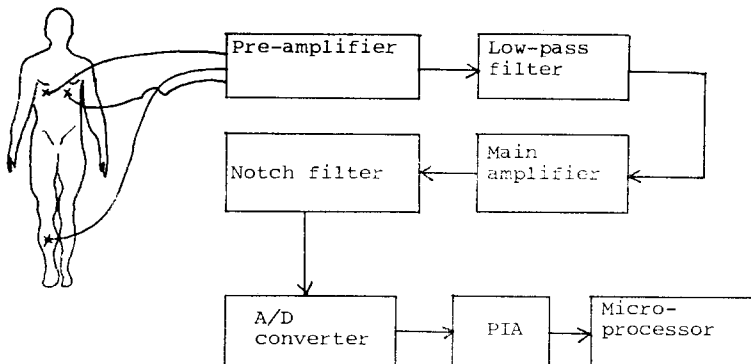 Pre-amplifier
Low-pass
filter
Notch filter
Main
amplifier
A/D
converter
PIA
Micro-
processor